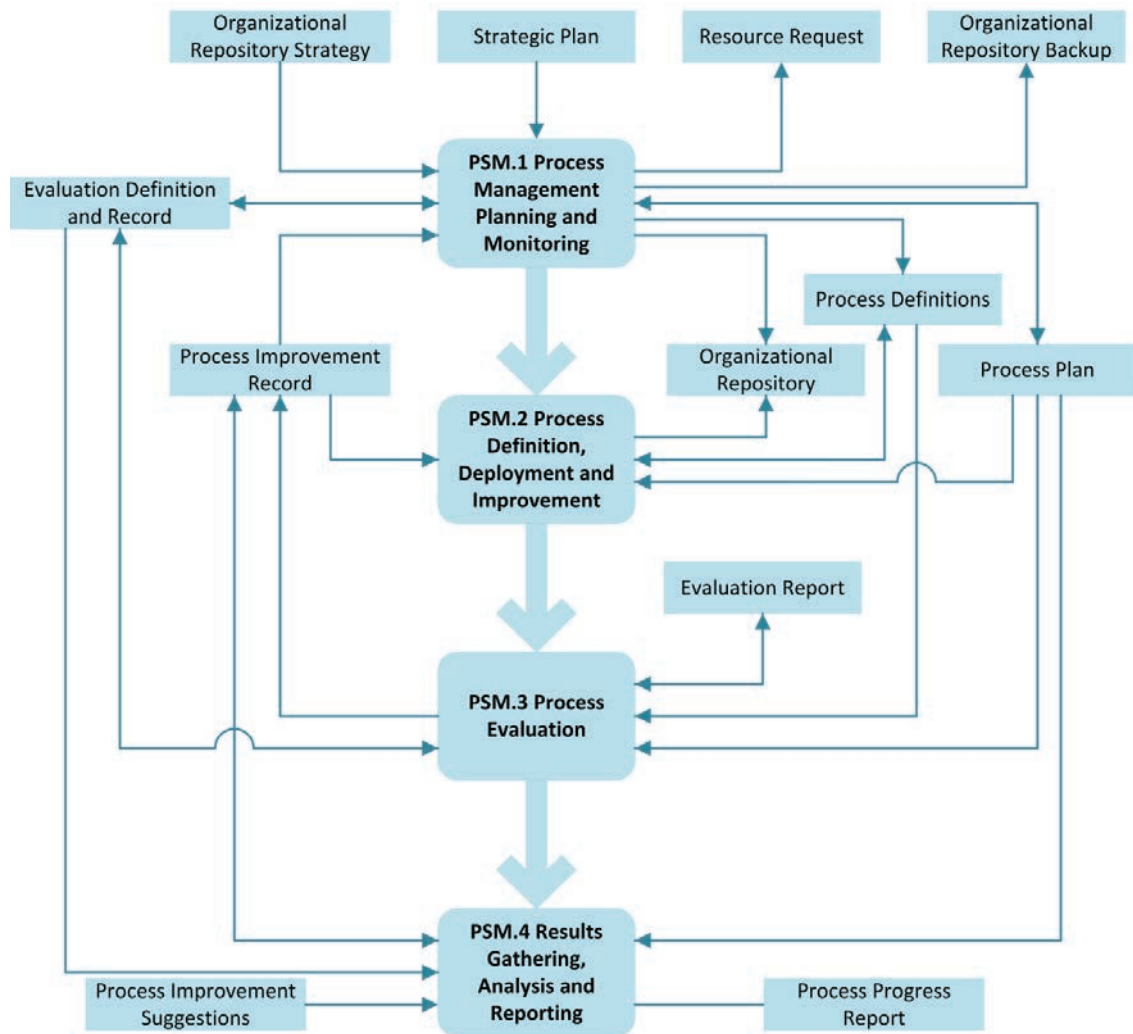 Organizational
Repository Strategy
Strategic Plan
Resource Request
Organizational
Repository Backup
PSM.1 Process
Management
Planning and
Monitoring
Evaluation Definition
and Record
Process Definitions
Process Improvement
Record
Organizational
Repository
Process Plan
PSM.2 Process
Definition,
Deployment and
Improvement
Evaluation Report
PSM.3 Process
Evaluation
PSM.4 Results
Gathering,
Analysis and
Reporting
Process Improvement
Suggestions
Process Progress
Report